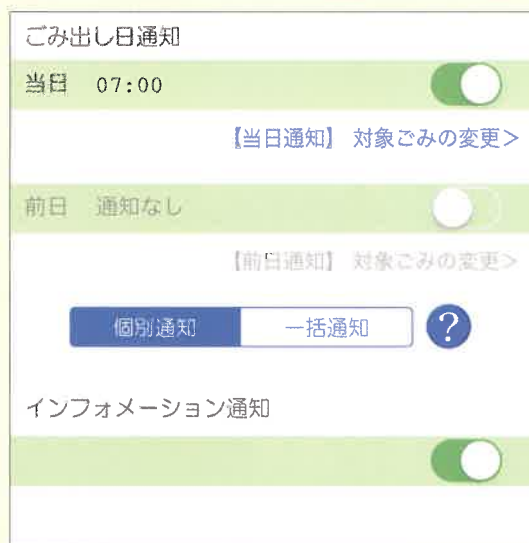 ごみ出し日通知
当日 07:00
【当日通知】 対象ごみの変更>
前日 通知なし
【前日通知】 対象ごみの変更>
個別通知 一括通知 ?
インフォメーション通知